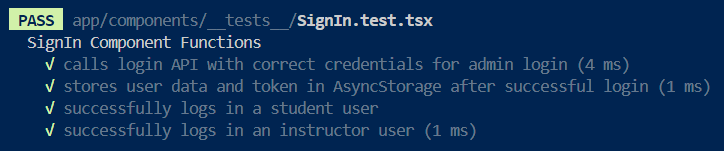 PASS app/components/__tests__/SignIn.test.tsx
SignIn Component Functions
√ calls login API with correct credentials for admin login (4 ms)
√ stores user data and token in AsyncStorage after successful login (1 ms)
√ successfully logs in a student user
√ successfully logs in an instructor user (1 ms)